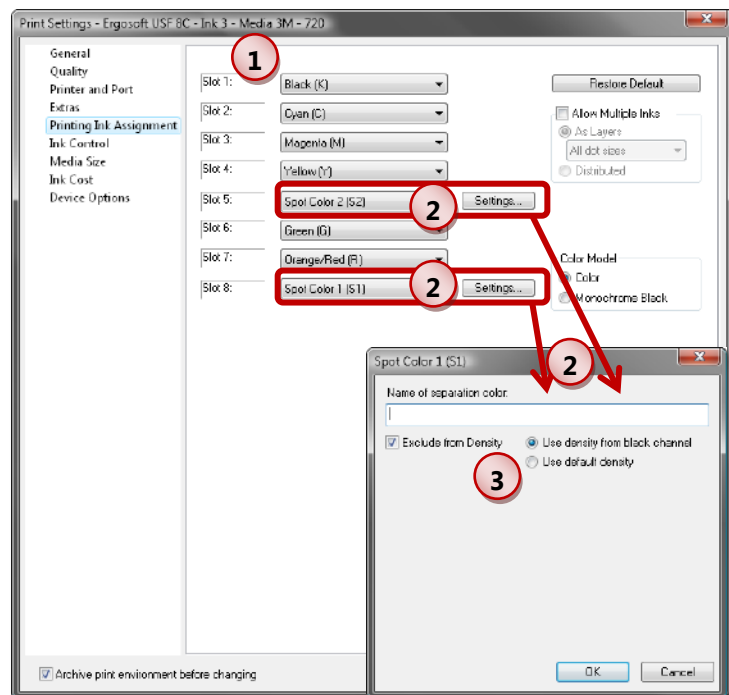 Print Settings - Ergosoft USF 8C - Ink 3 - Media 3M - 720
General
Quality
Printer and Port
Extras
Printing Ink Assignment
Ink Control
Media Size
Ink Cost
Device Options
1
Slot 1: Black (K)
Slot 2: Cyan (C)
Slot 3: Magenta (M)
Slot 4: Yellow (Y)
Slot 5: Spot Color 2 (S2) 2 Settings...
Slot 6: Green (G)
Slot 7: Orange/Red (R)
Slot 8: Spot Color 1 (S1) 2 Settings...
Restore Default
Allow Multiple Inks
As Layers
All dot sizes
Distributed
Color Model
Color
Monochrome Black
2
Spot Color 1 (S1)
Name of separation color:
Exclude from Density
Use density from black channel
Use default density
3
OK Cancel
Archive print environment before changing